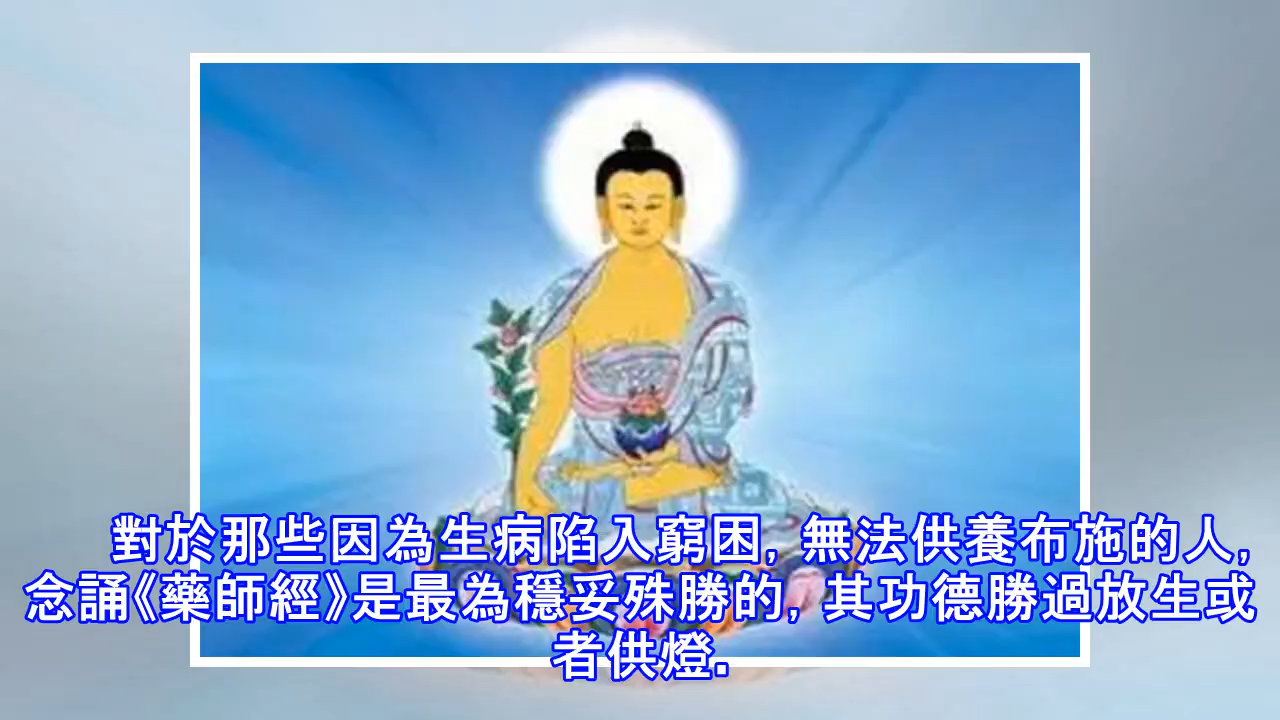 對於那些因為生病陷入窮困, 無法供養布施的人,
念誦《藥師經》是最為穩妥殊勝的, 其功德勝過放生或
者供燈.